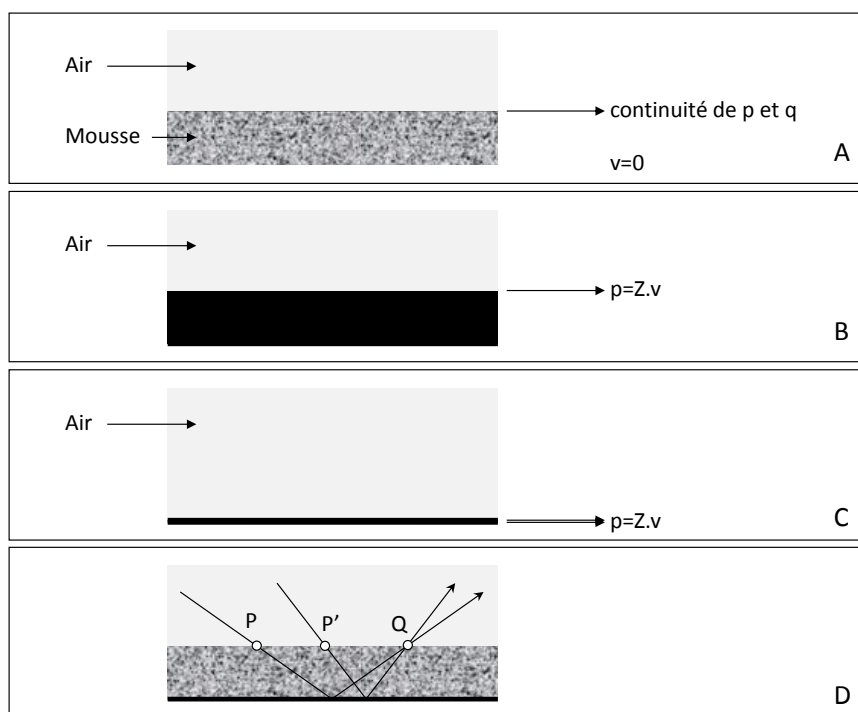 Air
continuité de p et q
Mousse
v=0
A
Air
p=Z.v
B
Air
p=Z.v
C
P P' Q
D